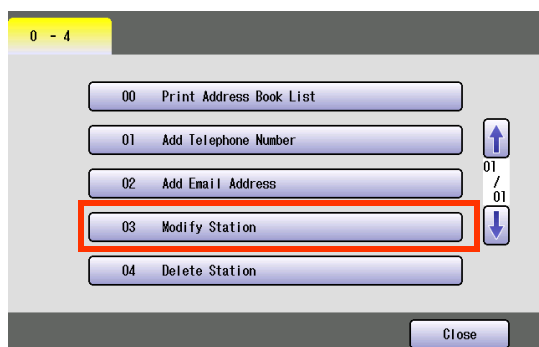 0 - 4
00 Print Address Book List
01 Add Telephone Number
02 Add Email Address
03 Modify Station
04 Delete Station
01
/
01
Close